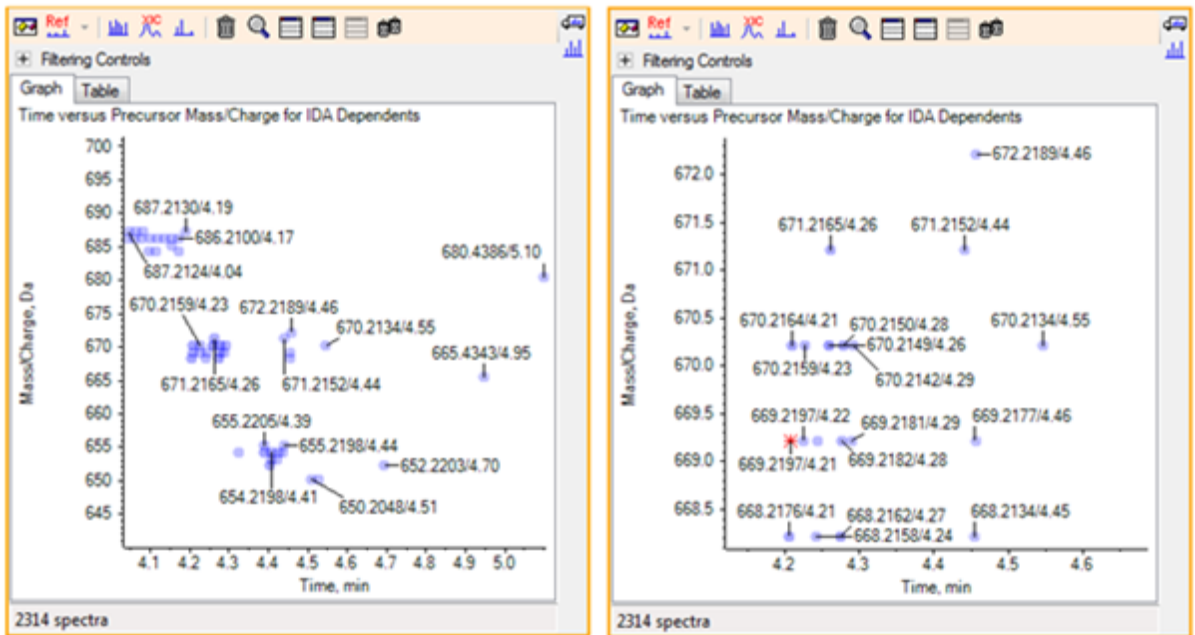 Ref
XIC
Filtering Controls
Graph
Table
Time versus Precursor Mass/Charge for IDA Dependents
Mass/Charge, Da
700
695
690
685
680
675
670
665
660
655
650
645
687.2130/4.19
686.2100/4.17
687.2124/4.04
680.4386/5.10
670.2159/4.23
672.2189/4.46
670.2134/4.55
665.4343/4.95
671.2165/4.26
671.2152/4.44
655.2205/4.39
655.2198/4.44
652.2203/4.70
654.2198/4.41
650.2048/4.51
4.1 4.2 4.3 4.4 4.5 4.6 4.7 4.8 4.9 5.0
Time, min
2314 spectra
Ref
XIC
Filtering Controls
Graph
Table
Time versus Precursor Mass/Charge for IDA Dependents
Mass/Charge, Da
672.0
671.5
671.0
670.5
670.0
669.5
669.0
668.5
672.2189/4.46
671.2165/4.26
671.2152/4.44
670.2164/4.21
670.2150/4.28
670.2134/4.55
670.2149/4.26
670.2159/4.23
670.2142/4.29
669.2197/4.22
669.2181/4.29
669.2177/4.46
669.2197/4.21
669.2182/4.28
668.2176/4.21
668.2162/4.27
668.2134/4.45
668.2158/4.24
4.2 4.3 4.4 4.5 4.6
Time, min
2314 spectra